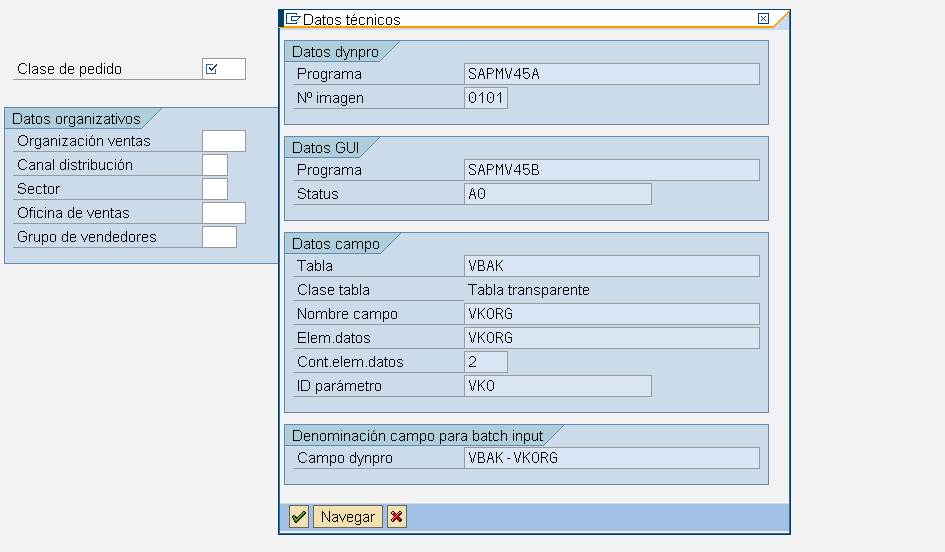 Clase de pedido
Datos organizativos
Organización ventas
Canal distribución
Sector
Oficina de ventas
Grupo de vendedores
Datos técnicos
Datos dynpro
Programa SAPMV45A
Nº imagen 0101
Datos GUI
Programa SAPMV45B
Status A0
Datos campo
Tabla VBAK
Clase tabla Tabla transparente
Nombre campo VKORG
Elem.datos VKORG
Cont.elem.datos 2
ID parámetro VKO
Denominación campo para batch input
Campo dynpro VBAK-VKORG
Navegar